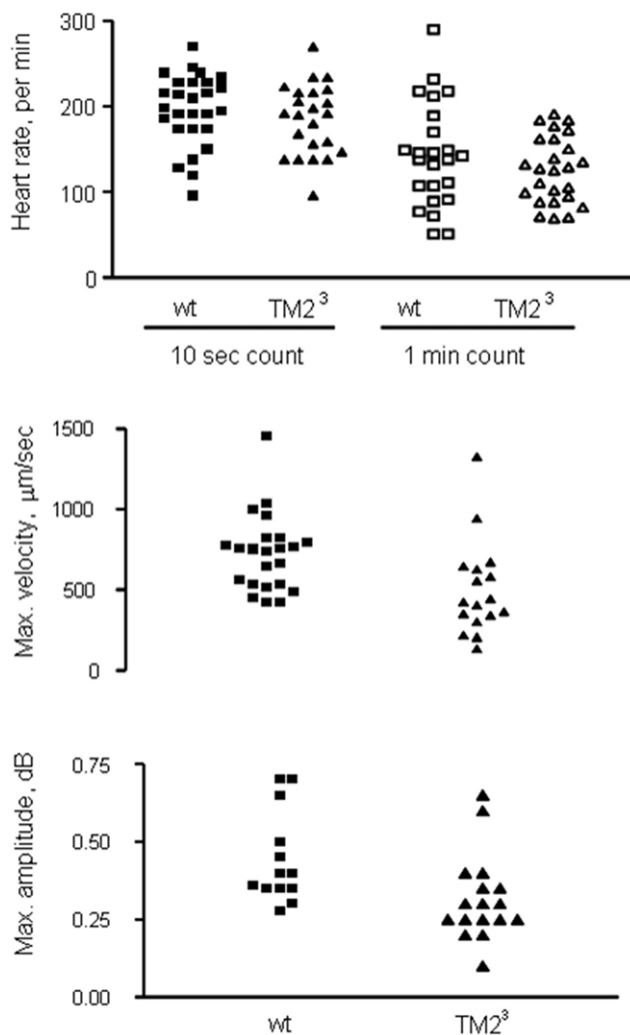 300
200
100
0
Heart rate, per min
wt TM2³ wt TM2³
10 sec count 1 min count
1500
1000
500
0
Max. velocity, µm/sec
0.75
0.50
0.25
0.00
Max. amplitude, dB
wt TM2³